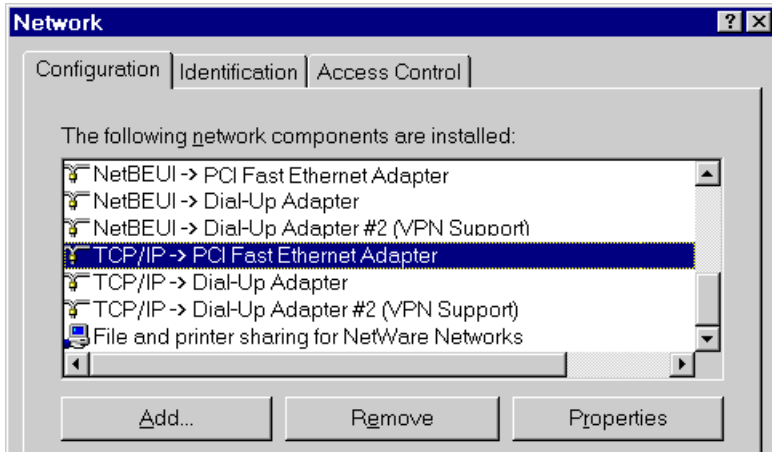 Network
Configuration Identification Access Control
The following network components are installed:
NetBEUI -> PCI Fast Ethernet Adapter
NetBEUI -> Dial-Up Adapter
NetBEUI -> Dial-Up Adapter #2 (VPN Support)
TCP/IP -> PCI Fast Ethernet Adapter
TCP/IP -> Dial-Up Adapter
TCP/IP -> Dial-Up Adapter #2 (VPN Support)
File and printer sharing for NetWare Networks
Add... Remove Properties